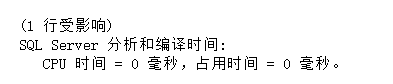 (1 行受影响)
SQL Server 分析和编译时间:
CPU 时间 = 0 毫秒，占用时间 = 0 毫秒。